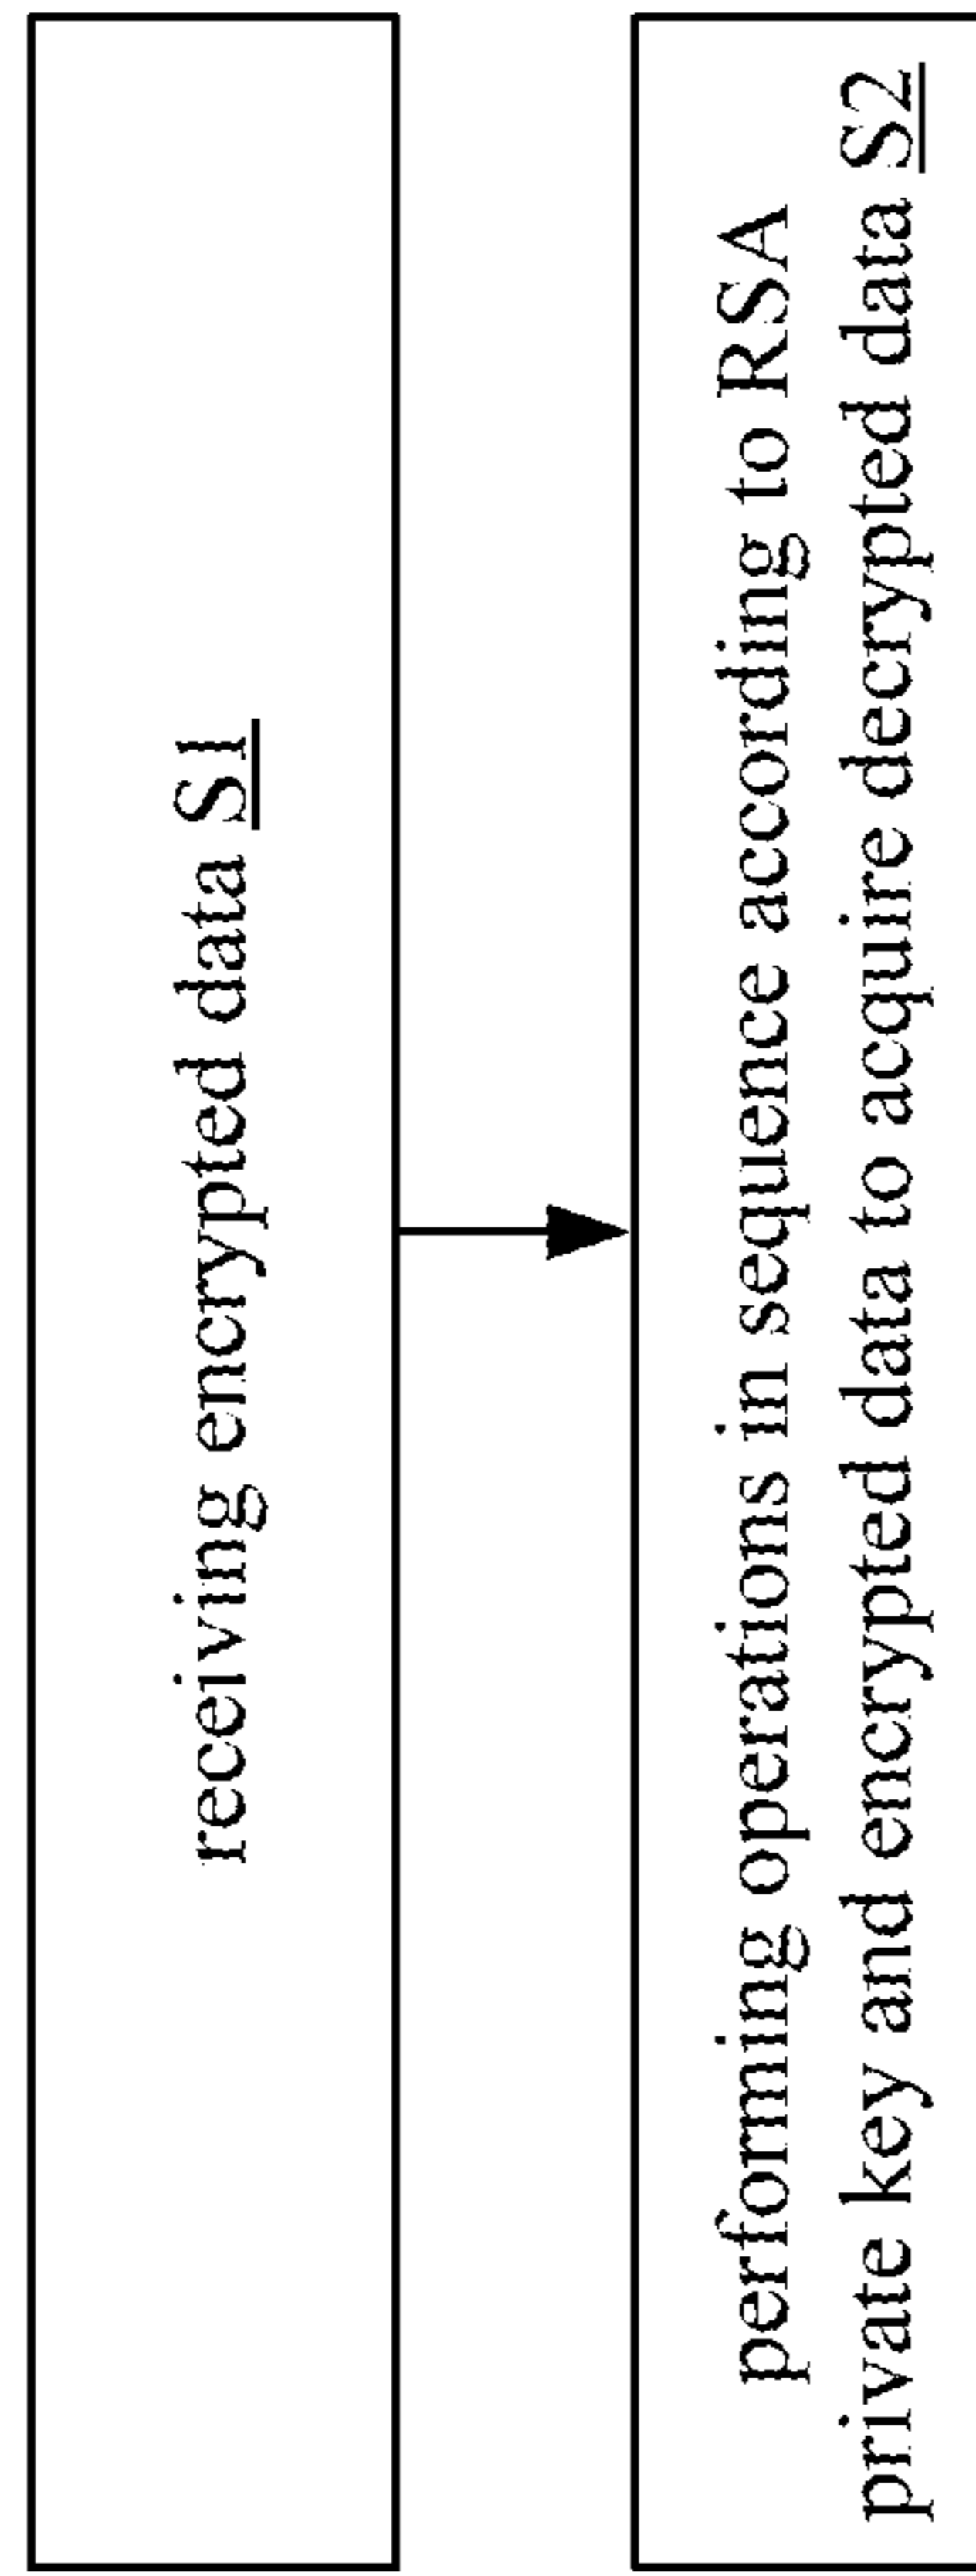 receiving encrypted data S1
performing operations in sequence according to RSA
private key and encrypted data to acquire decrypted data S2